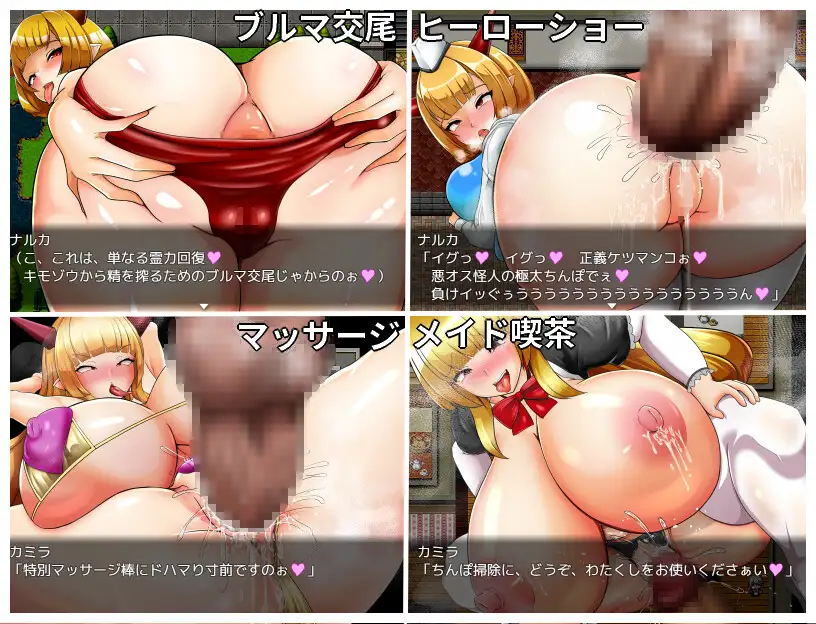 ブルマ交尾
ナルカ
(こ、これは、単なる霊力回復♥
キモゾウから精を搾るためのブルマ交尾じゃからのぉ♥)
ヒーローショー
ナルカ
「イグっ♥　イグっ♥　正義ケツマンコぉ♥
悪オス怪人の極太ちんぽでぇ♥
負けイッぐぅううううううううううううううううん♥」
マッサージ
カミラ
「特別マッサージ棒にドハマり寸前ですのぉ♥」
メイド喫茶
カミラ
「ちんぽ掃除に、どうぞ、わたくしをお使いくださぁい♥」